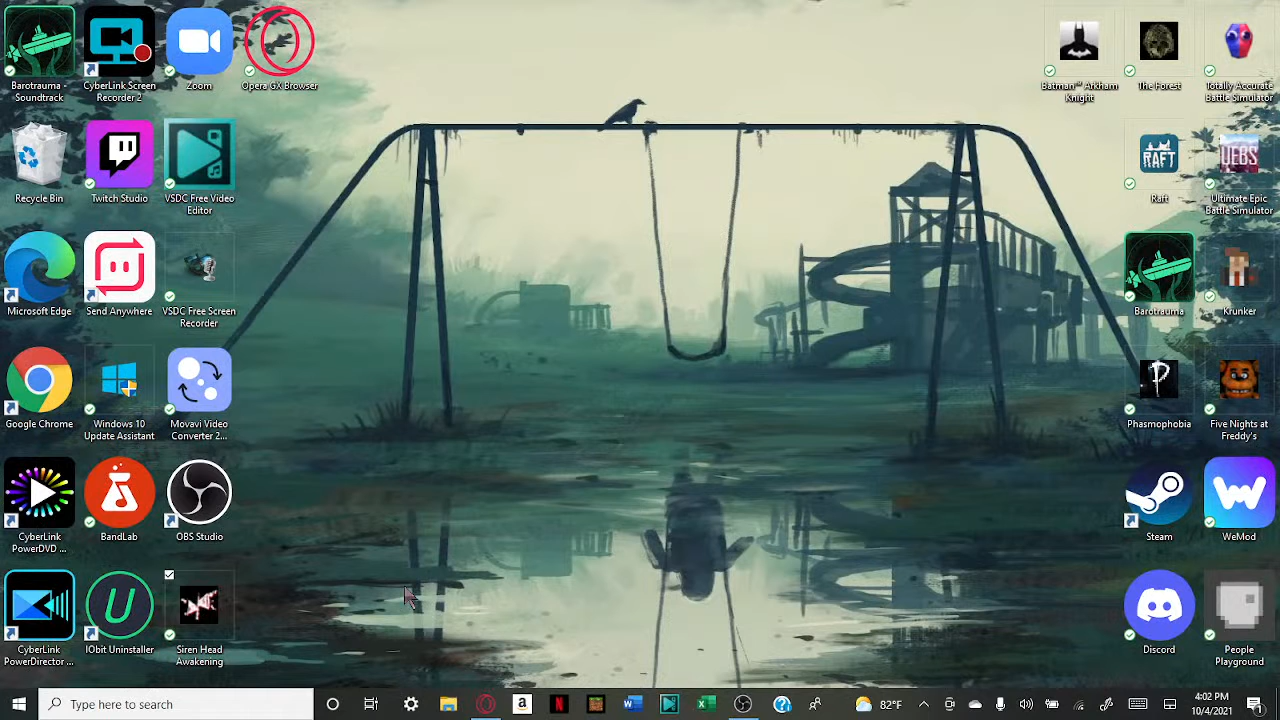 Barotrauma -
Soundtrack
CyberLink Screen
Recorder 2
Zoom
Opera GX Browser
Recycle Bin
Twitch Studio
VSDC Free Video
Editor
Microsoft Edge
Send Anywhere
VSDC Free Screen
Recorder
Google Chrome
Windows 10
Update Assistant
Movavi Video
Converter 2...
CyberLink
PowerDVD ...
BandLab
OBS Studio
CyberLink
PowerDirector ...
IObit Uninstaller
Siren Head
Awakening
Batman™ Arkham
Knight
The Forest
Totally Accurate
Battle Simulator
RAFT
Raft
UEBS
Ultimate Epic
Battle Simulator
Barotrauma
Krunker
Phasmophobia
Five Nights at
Freddy's
Steam
WeMod
Discord
People
Playground
Type here to search
82°F
4:02 PM
10/4/2021
1